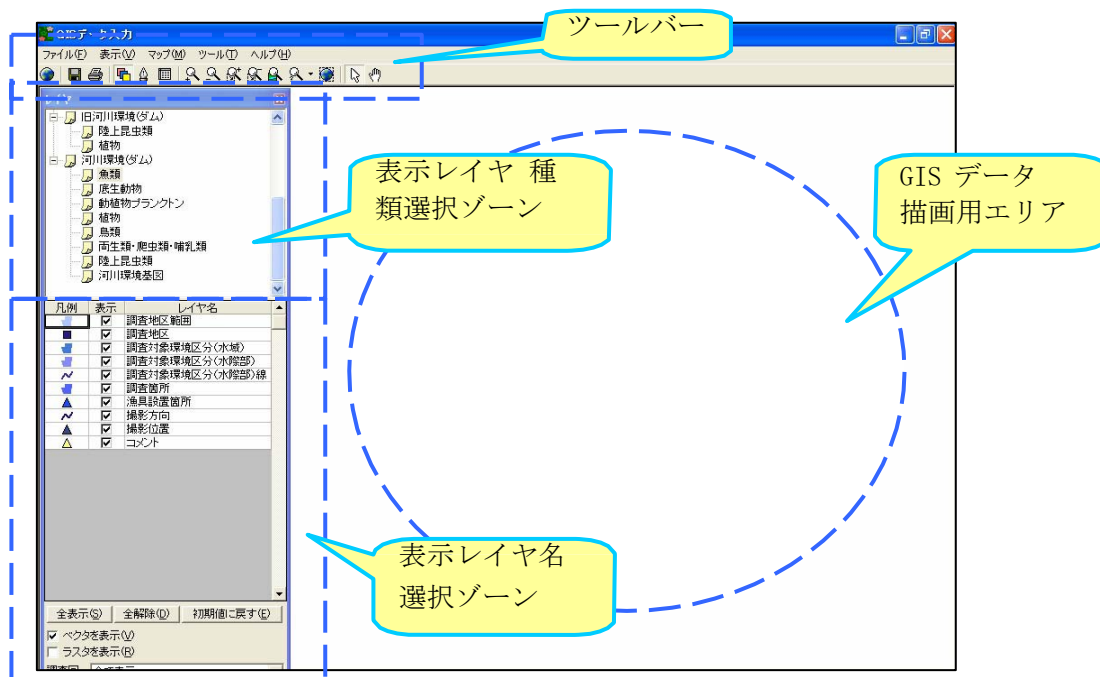 ツールバー
GISデータ入力
ファイル(F) 表示(V) マップ(M) ツール(T) ヘルプ(H)
レイヤ
旧河川環境(ダム)
陸上昆虫類
植物
河川環境(ダム)
魚類
底生動物
動植物プランクトン
植物
鳥類
両生類・爬虫類・哺乳類
陸上昆虫類
河川環境基図
表示レイヤ 種
類選択ゾーン
GIS データ
描画用エリア
凡例 表示 レイヤ名
調査地区範囲
調査地区
調査対象環境区分(水域)
調査対象環境区分(水際部)
調査対象環境区分(水際部)線
調査箇所
漁具設置箇所
撮影方向
撮影位置
コメント
表示レイヤ名
選択ゾーン
全表示(S) 全解除(D) 初期値に戻す(E)
ベクタを表示(V)
ラスタを表示(R)
調査回 全て表示